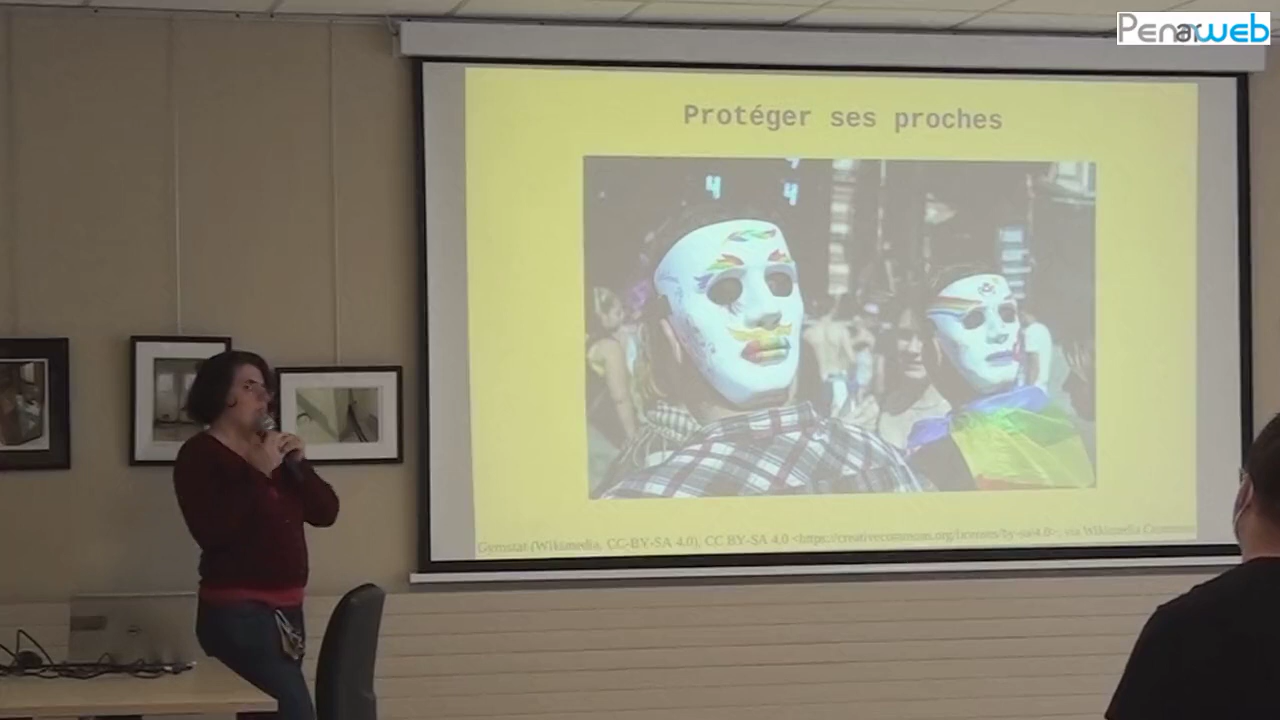 Penarweb
Protéger ses proches
4
4
Gymstar (Wikimedia, CC-BY-SA 4.0), CC BY-SA 4.0 <https://creativecommons.org/licenses/by-sa/4.0>, via Wikimedia Commons